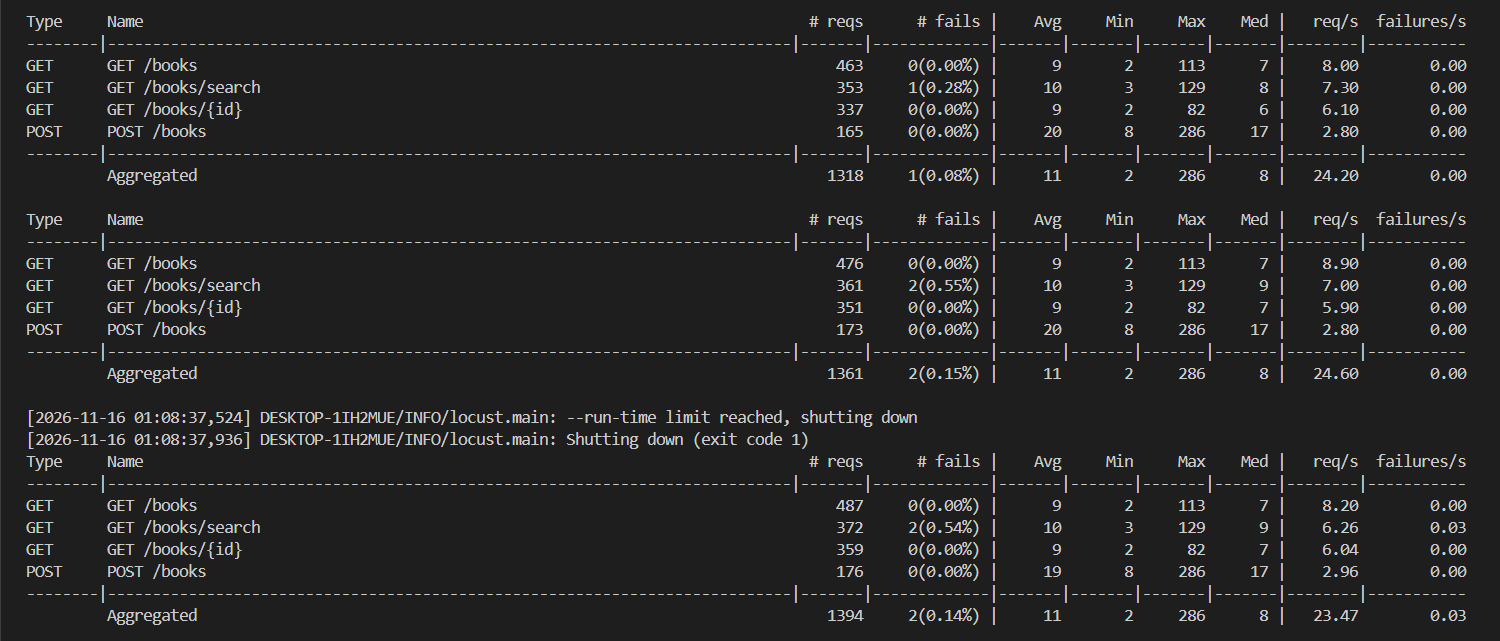 Type     Name                                                                          # reqs      # fails |    Avg     Min     Max    Med |   req/s  failures/s
--------|----------------------------------------------------------------------------|-------|-------------|-------|-------|-------|-------|--------|-----------
GET      GET /books                                                                       463     0(0.00%) |      9       2     113      7 |    8.00        0.00
GET      GET /books/search                                                                353     1(0.28%) |     10       3     129      8 |    7.30        0.00
GET      GET /books/{id}                                                                  337     0(0.00%) |      9       2      82      6 |    6.10        0.00
POST     POST /books                                                                      165     0(0.00%) |     20       8     286     17 |    2.80        0.00
--------|----------------------------------------------------------------------------|-------|-------------|-------|-------|-------|-------|--------|-----------
         Aggregated                                                                      1318     1(0.08%) |     11       2     286      8 |   24.20        0.00
Type     Name                                                                          # reqs      # fails |    Avg     Min     Max    Med |   req/s  failures/s
--------|----------------------------------------------------------------------------|-------|-------------|-------|-------|-------|-------|--------|-----------
GET      GET /books                                                                       476     0(0.00%) |      9       2     113      7 |    8.90        0.00
GET      GET /books/search                                                                361     2(0.55%) |     10       3     129      9 |    7.00        0.00
GET      GET /books/{id}                                                                  351     0(0.00%) |      9       2      82      7 |    5.90        0.00
POST     POST /books                                                                      173     0(0.00%) |     20       8     286     17 |    2.80        0.00
--------|----------------------------------------------------------------------------|-------|-------------|-------|-------|-------|-------|--------|-----------
         Aggregated                                                                      1361     2(0.15%) |     11       2     286      8 |   24.60        0.00
[2026-11-16 01:08:37,524] DESKTOP-1IH2MUE/INFO/locust.main: --run-time limit reached, shutting down
[2026-11-16 01:08:37,936] DESKTOP-1IH2MUE/INFO/locust.main: Shutting down (exit code 1)
Type     Name                                                                          # reqs      # fails |    Avg     Min     Max    Med |   req/s  failures/s
--------|----------------------------------------------------------------------------|-------|-------------|-------|-------|-------|-------|--------|-----------
GET      GET /books                                                                       487     0(0.00%) |      9       2     113      7 |    8.20        0.00
GET      GET /books/search                                                                372     2(0.54%) |     10       3     129      9 |    6.26        0.03
GET      GET /books/{id}                                                                  359     0(0.00%) |      9       2      82      7 |    6.04        0.00
POST     POST /books                                                                      176     0(0.00%) |     19       8     286     17 |    2.96        0.00
--------|----------------------------------------------------------------------------|-------|-------------|-------|-------|-------|-------|--------|-----------
         Aggregated                                                                      1394     2(0.14%) |     11       2     286      8 |   23.47        0.03